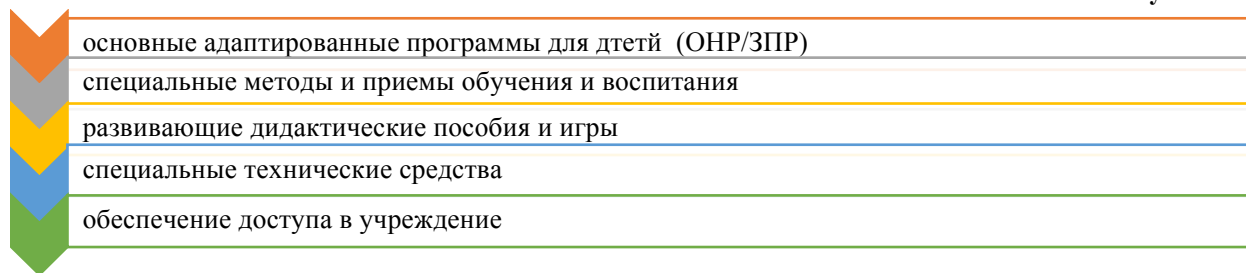 основные адаптированные программы для дтетй (ОНР/ЗПР)
специальные методы и приемы обучения и воспитания
развивающие дидактические пособия и игры
специальные технические средства
обеспечение доступа в учреждение